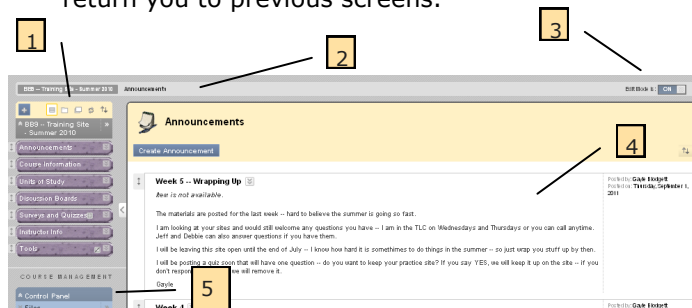 return you to previous screens.
1
2
3
BB9 -- Training Site - Summer 2010
Announcements
Edit Mode is: ON
BB9 -- Training Site - Summer 2010
Announcements
Create Announcement
4
Announcements
Course Information
Units of Study
Discussion Boards
Surveys and Quizzes
Instructor Info
Tools
Week 5 -- Wrapping Up
Item is not available.
Posted by: Gayle Blodgett
Posted on: Thursday, September 1, 2011
The materials are posted for the last week -- hard to believe the summer is going so fast.
I am looking at your sites and would still welcome any questions you have -- I am in the TLC on Wednesdays and Thursdays or you can call anytime.
Jeff and Debbie can also answer questions if you have them.
I will be leaving this site open until the end of July -- I know how hard it is somethimes to do things in the summer -- so just wrap you stuff up by then.
I will be posting a quiz soon that will have one question -- do you want to keep your practice site? If you say YES, we will keep it up on the site -- if you
don't respon we will remove it.
Gayle
COURSE MANAGEMENT
Control Panel
5
Files
Week 4
Posted by: Gayle Blodgett